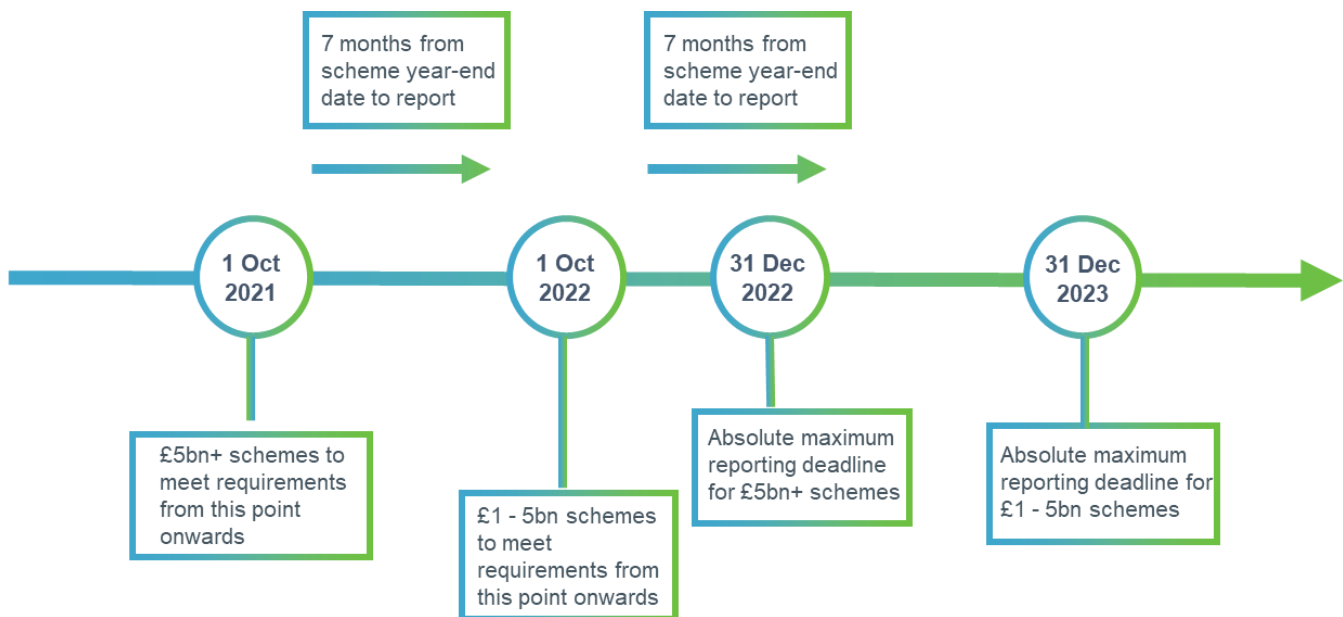 7 months from
scheme year-end
date to report
7 months from
scheme year-end
date to report
1 Oct
2021
1 Oct
2022
31 Dec
2022
31 Dec
2023
£5bn+ schemes to
meet requirements
from this point
onwards
£1 - 5bn schemes
to meet
requirements from
this point onwards
Absolute maximum
reporting deadline
for £5bn+ schemes
Absolute maximum
reporting deadline for
£1 - 5bn schemes